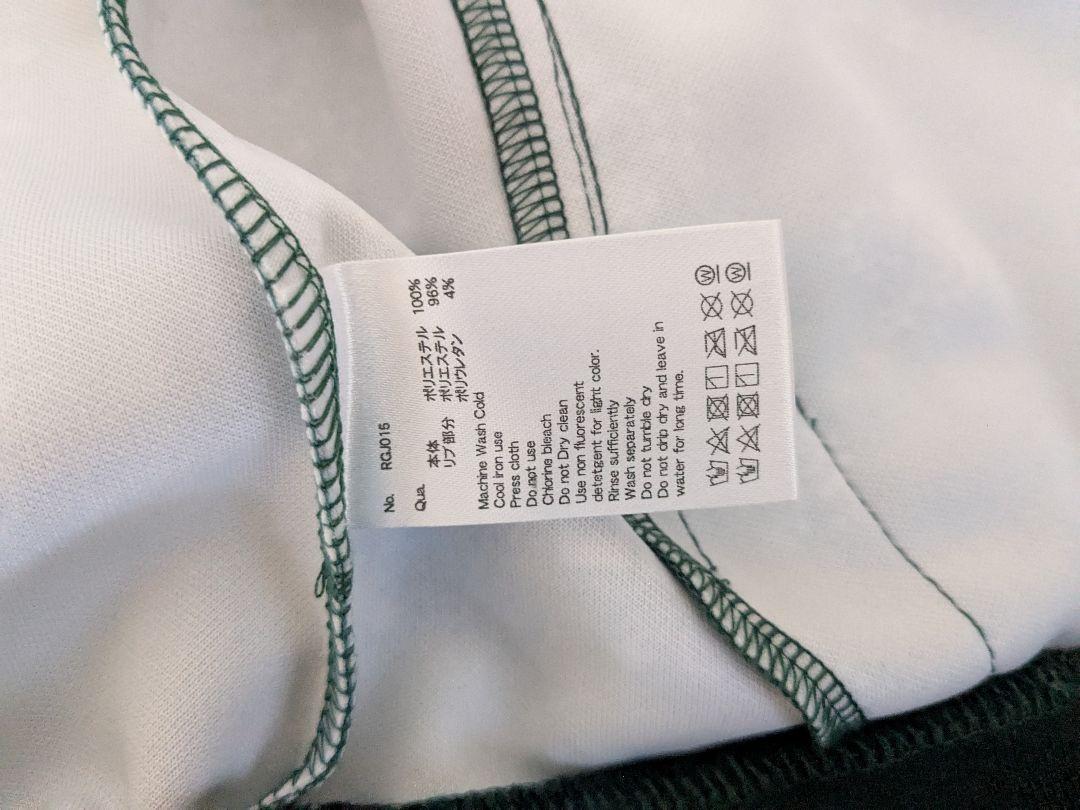 No. RGJ015
Qua. 本体 ポリエステル 100%
リブ部分 ポリエステル 96%
ポリウレタン 4%
Machine Wash Cold
Cool iron use
Press cloth
Do not use
Chlorine bleach
Do not Dry clean
Use non fluorescent
detetgent for light color.
Rinse sufficiently
Wash separately
Do not tumble dry
Do not drip dry and leave in
water for long time.